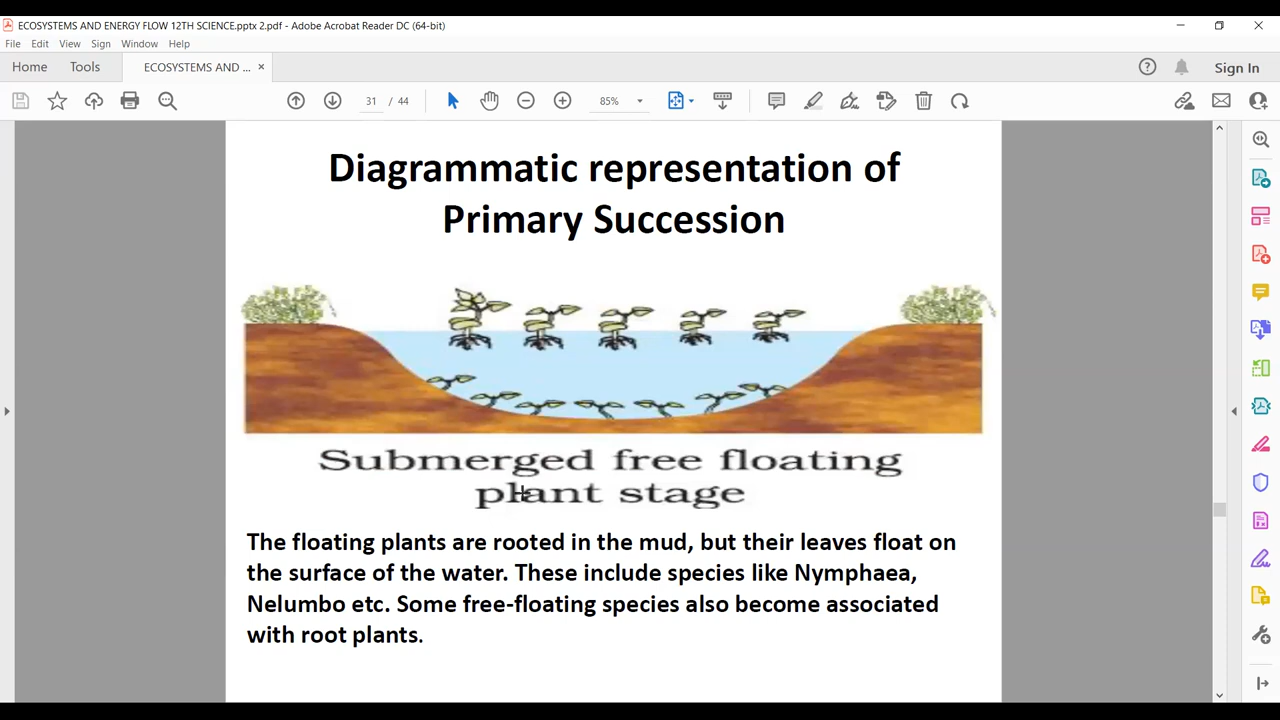 ECOSYSTEMS AND ENERGY FLOW 12TH SCIENCE.pptx 2.pdf - Adobe Acrobat Reader DC (64-bit)
File Edit View Sign Window Help
Home Tools ECOSYSTEMS AND ... × Sign In
31 / 44 85%
Diagrammatic representation of
Primary Succession
Submerged free floating
plant stage
The floating plants are rooted in the mud, but their leaves float on
the surface of the water. These include species like Nymphaea,
Nelumbo etc. Some free-floating species also become associated
with root plants.